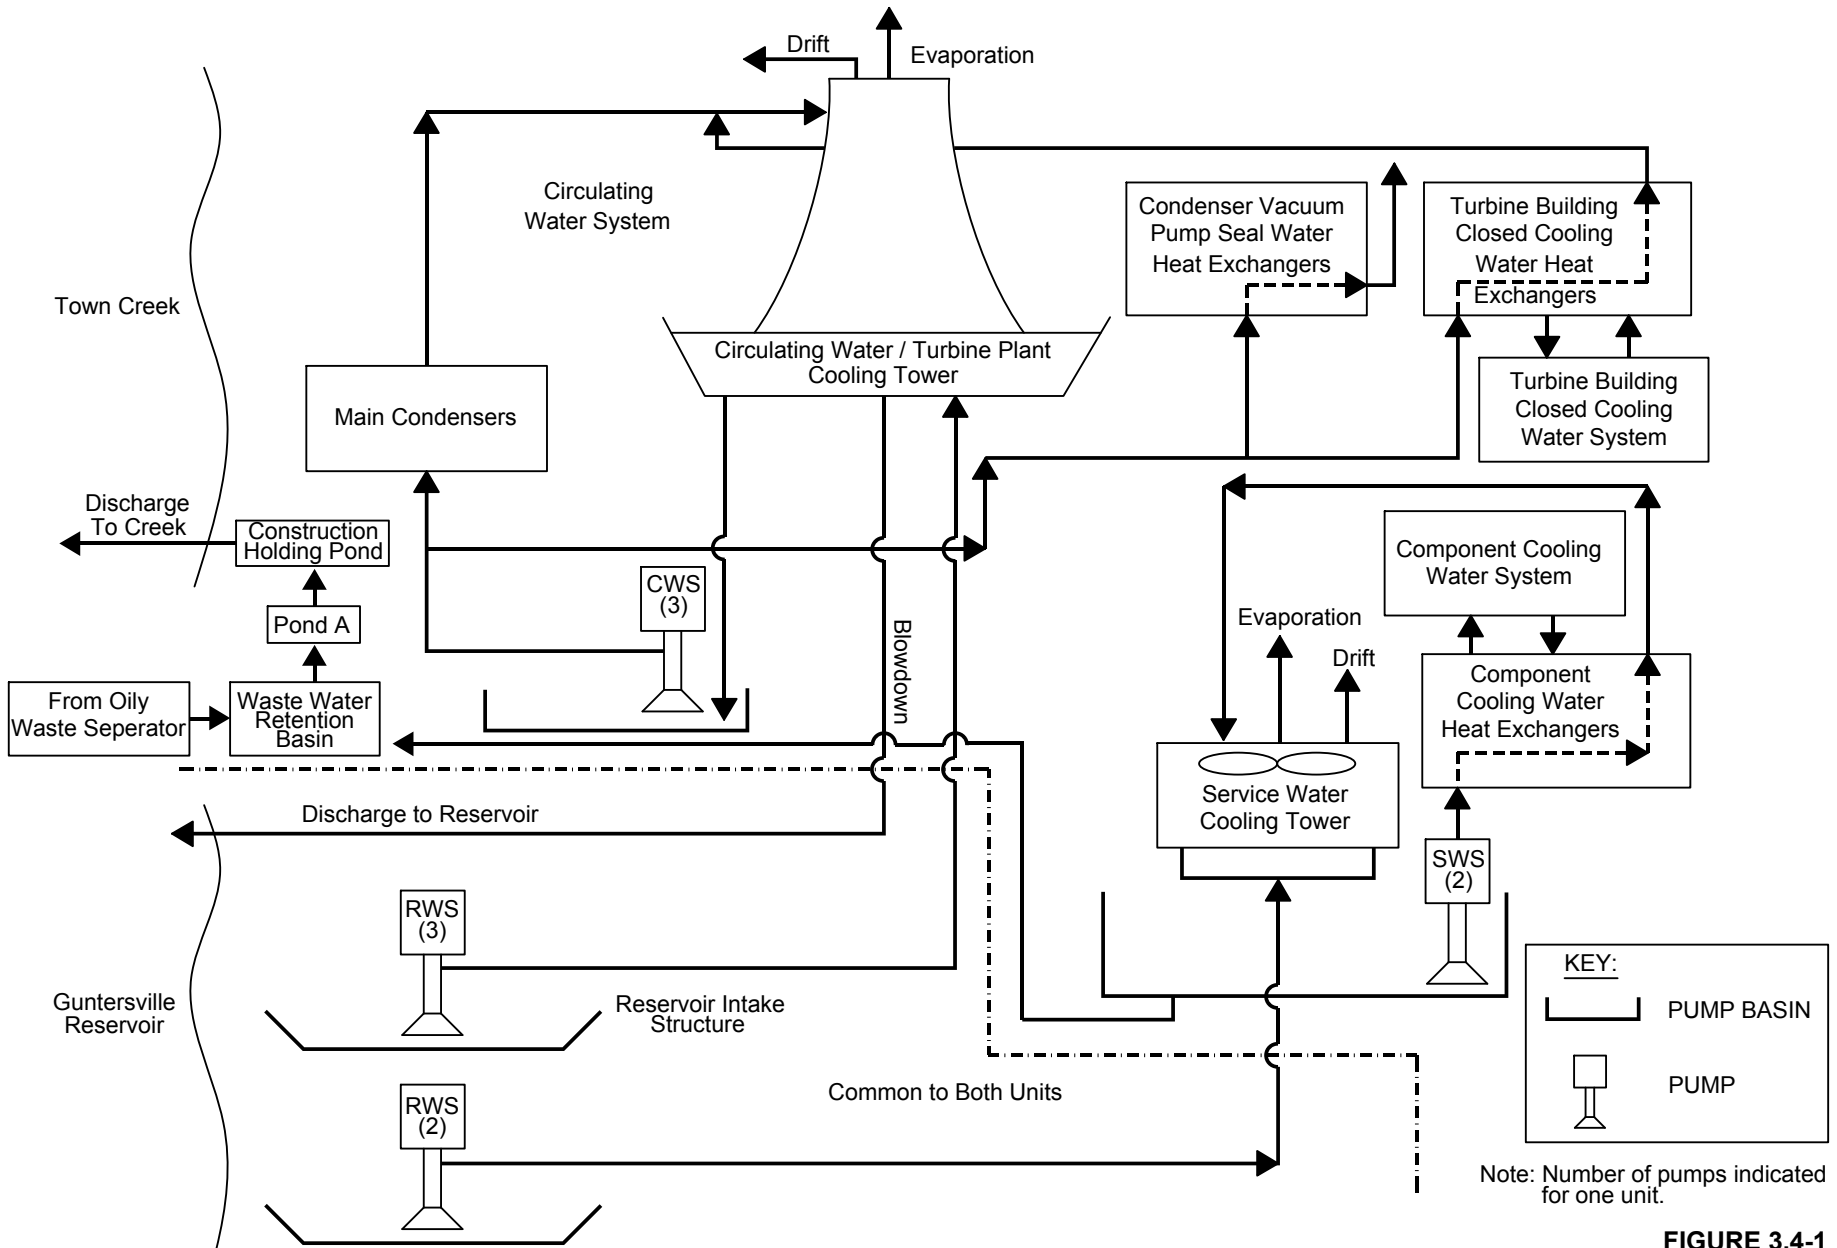 Drift
Evaporation
Circulating
Water System
Condenser Vacuum
Pump Seal Water
Heat Exchangers
Turbine Building
Closed Cooling
Water Heat
Exchangers
Town Creek
Circulating Water / Turbine Plant
Cooling Tower
Main Condensers
Turbine Building
Closed Cooling
Water System
Discharge
To Creek
Construction
Holding Pond
Pond A
CWS
(3)
Component Cooling
Water System
Evaporation
Drift
Blowdown
From Oily
Waste Seperator
Waste Water
Retention
Basin
Component
Cooling Water
Heat Exchangers
Service Water
Cooling Tower
Discharge to Reservoir
SWS
(2)
RWS
(3)
Guntersville
Reservoir
Reservoir Intake
Structure
KEY:
PUMP BASIN
PUMP
RWS
(2)
Common to Both Units
Note: Number of pumps indicated
for one unit.
FIGURE 3.4-1